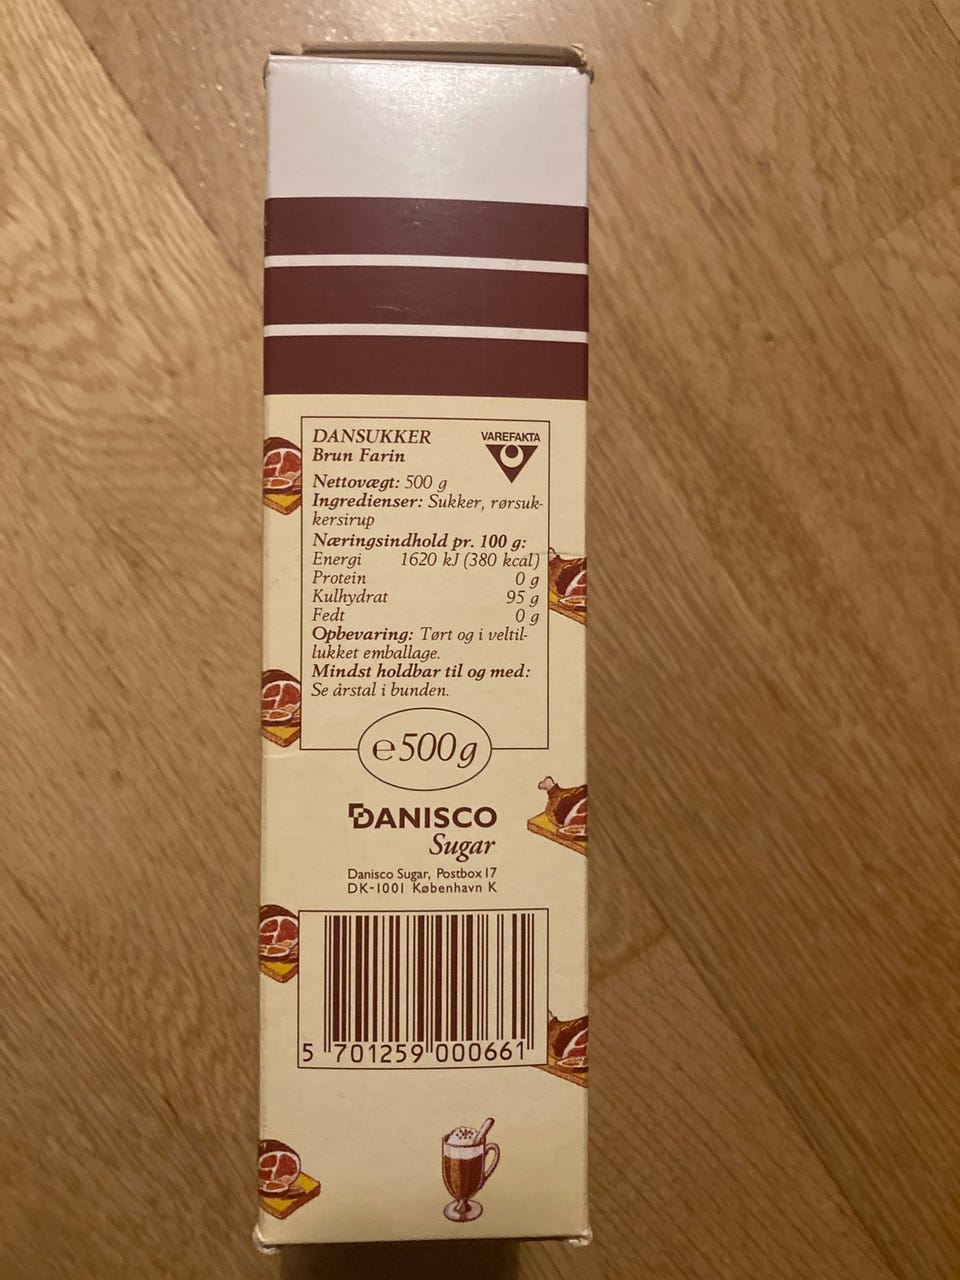 DANSUKKER
Brun Farin
VAREFAKTA
Nettovægt: 500 g
Ingredienser: Sukker, rørsuk-
kersirup
Næringsindhold pr. 100 g:
Energi 1620 kJ (380 kcal)
Protein 0 g
Kulhydrat 95 g
Fedt 0 g
Opbevaring: Tørt og i veltil-
lukket emballage.
Mindst holdbar til og med:
Se årstal i bunden.
℮500g
DANISCO
Sugar
Danisco Sugar, Postbox 17
DK-1001 København K
5 701259 000661